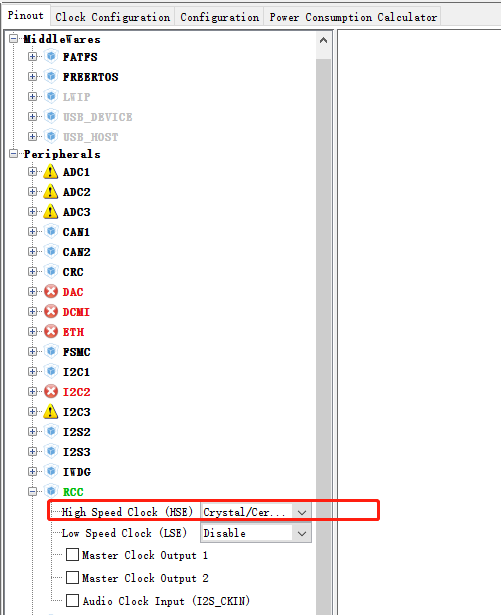 Pinout Clock Configuration Configuration Power Consumption Calculator
MiddleWares
FATFS
FREERTOS
LWIP
USB_DEVICE
USB_HOST
Peripherals
ADC1
ADC2
ADC3
CAN1
CAN2
CRC
DAC
DCMI
ETH
FSMC
I2C1
I2C2
I2C3
I2S2
I2S3
IWDG
RCC
High Speed Clock (HSE) Crystal/Cer...
Low Speed Clock (LSE) Disable
Master Clock Output 1
Master Clock Output 2
Audio Clock Input (I2S_CKIN)